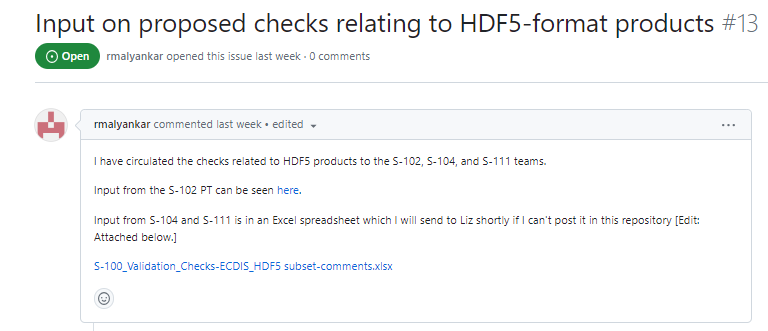 Input on proposed checks relating to HDF5-format products #13
Open rmalyankar opened this issue last week · 0 comments
rmalyankar commented last week • edited
I have circulated the checks related to HDF5 products to the S-102, S-104, and S-111 teams.
Input from the S-102 PT can be seen here.
Input from S-104 and S-111 is in an Excel spreadsheet which I will send to Liz shortly if I can't post it in this repository [Edit:
Attached below.]
S-100_Validation_Checks-ECDIS_HDF5 subset-comments.xlsx